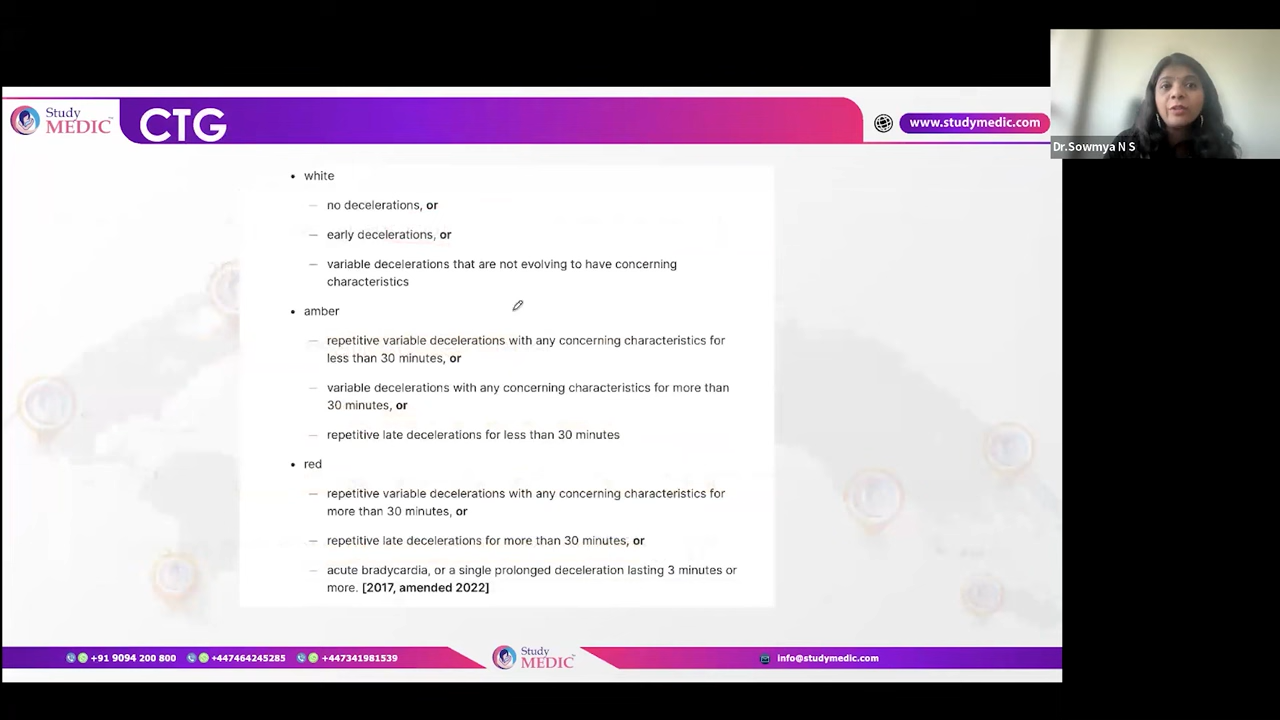 Study
MEDIC
CTG
www.studymedic.com
Dr.Sowmya N S
• white
– no decelerations, or
– early decelerations, or
– variable decelerations that are not evolving to have concerning
characteristics
• amber
– repetitive variable decelerations with any concerning characteristics for
less than 30 minutes, or
– variable decelerations with any concerning characteristics for more than
30 minutes, or
– repetitive late decelerations for less than 30 minutes
• red
– repetitive variable decelerations with any concerning characteristics for
more than 30 minutes, or
– repetitive late decelerations for more than 30 minutes, or
– acute bradycardia, or a single prolonged deceleration lasting 3 minutes or
more. [2017, amended 2022]
+91 9094 200 800 +447464245285 +447341981539
Study
MEDIC
info@studymedic.com